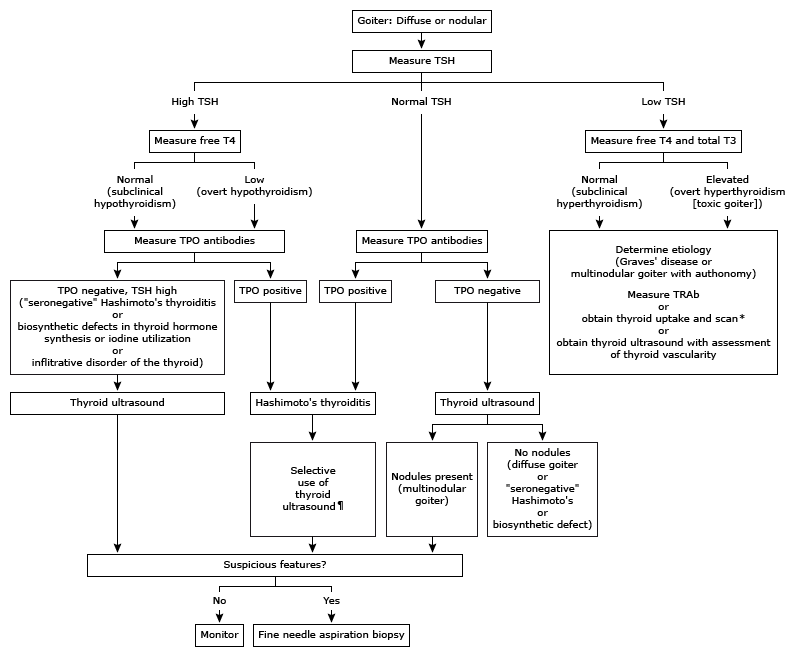 Goiter: Diffuse or nodular
Measure TSH
High TSH
Normal TSH
Low TSH
Measure free T4
Measure free T4 and total T3
Normal
(subclinical
hypothyroidism)
Low
(overt hypothyroidism)
Normal
(subclinical
hyperthyroidism)
Elevated
(overt hyperthyroidism
[toxic goiter])
Measure TPO antibodies
Measure TPO antibodies
Determine etiology
(Graves' disease or
multinodular goiter with authonomy)
Measure TRAb
or
obtain thyroid uptake and scan*
or
obtain thyroid ultrasound with assessment
of thyroid vascularity
TPO negative, TSH high
("seronegative" Hashimoto's thyroiditis
or
biosynthetic defects in thyroid hormone
synthesis or iodine utilization
or
inflitrative disorder of the thyroid)
TPO positive
TPO positive
TPO negative
Thyroid ultrasound
Hashimoto's thyroiditis
Thyroid ultrasound
Selective
use of
thyroid
ultrasound¶
Nodules present
(multinodular
goiter)
No nodules
(diffuse goiter
or
"seronegative"
Hashimoto's
or
biosynthetic defect)
Suspicious features?
No
Yes
Monitor
Fine needle aspiration biopsy